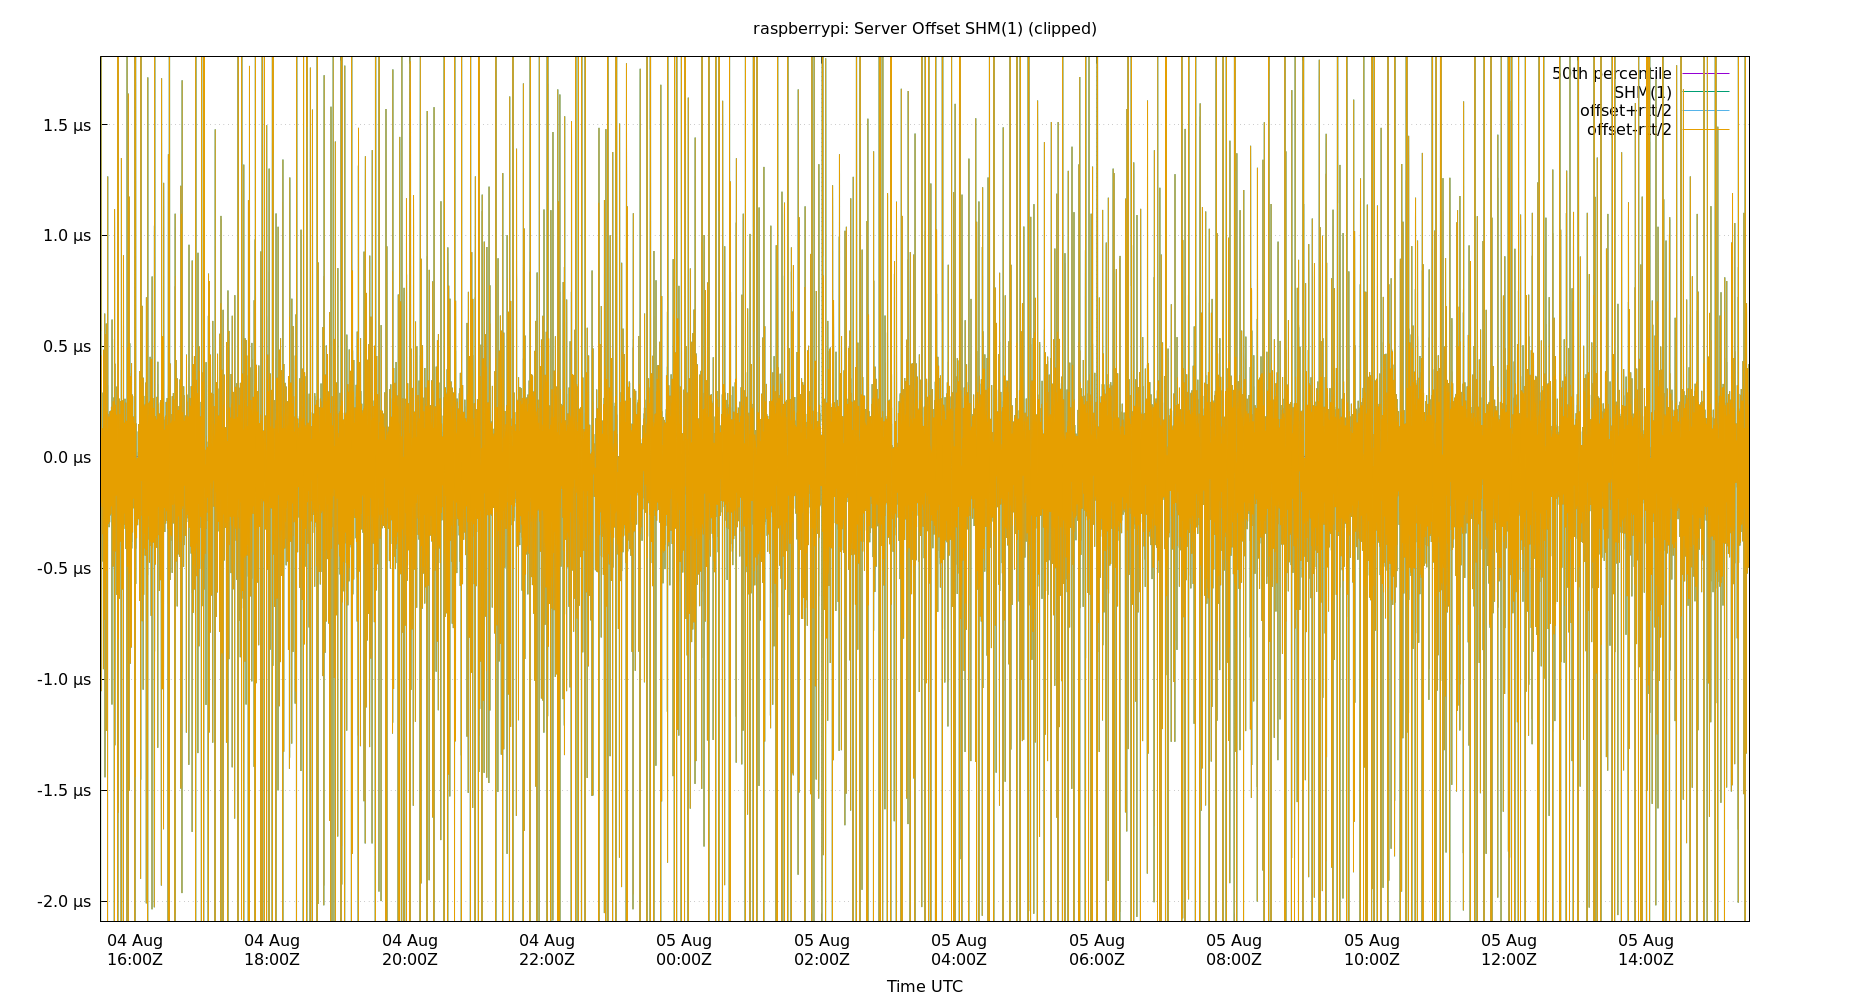 raspberrypi: Server Offset SHM(1) (clipped)
50th percentile
SHM(1)
offset+rtt/2
offset-rtt/2
1.5 µs
1.0 µs
0.5 µs
0.0 µs
-0.5 µs
-1.0 µs
-1.5 µs
-2.0 µs
04 Aug 04 Aug 04 Aug 04 Aug 05 Aug 05 Aug 05 Aug 05 Aug 05 Aug 05 Aug 05 Aug 05 Aug
16:00Z 18:00Z 20:00Z 22:00Z 00:00Z 02:00Z 04:00Z 06:00Z 08:00Z 10:00Z 12:00Z 14:00Z
Time UTC